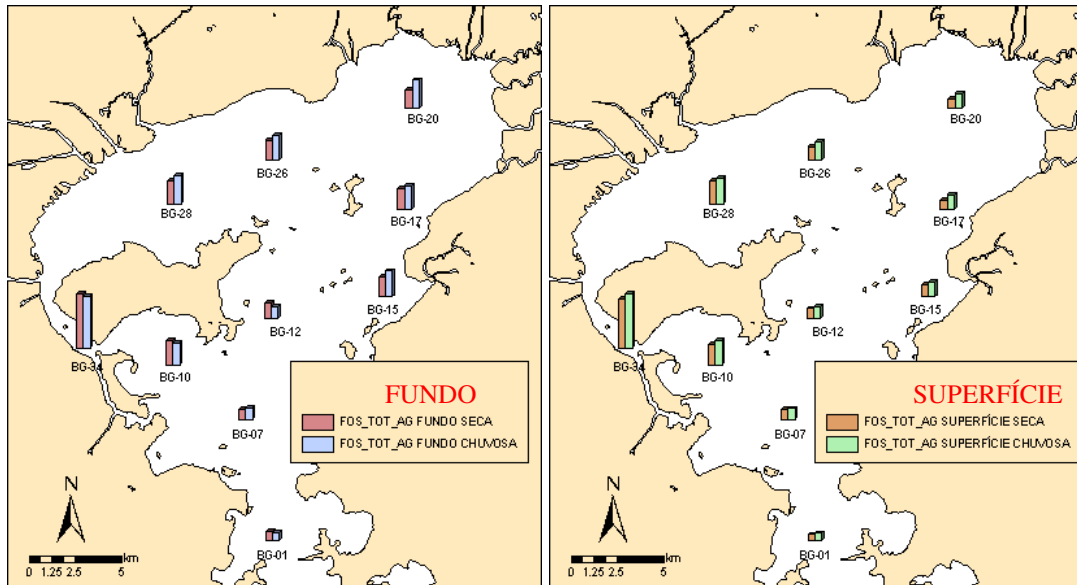 BG-20
BG-26
BG-28
BG-17
BG-15
BG-12
BG-34
BG-10
BG-07
BG-01
FUNDO
FOS_TOT_AG FUNDO SECA
FOS_TOT_AG FUNDO CHUVOSA
N
km
0 1.25 2.5 5
BG-20
BG-26
BG-28
BG-17
BG-15
BG-12
BG-34
BG-10
BG-07
BG-01
SUPERFÍCIE
FOS_TOT_AG SUPERFÍCIE SECA
FOS_TOT_AG SUPERFÍCIE CHUVOSA
N
km
0 1.25 2.5 5